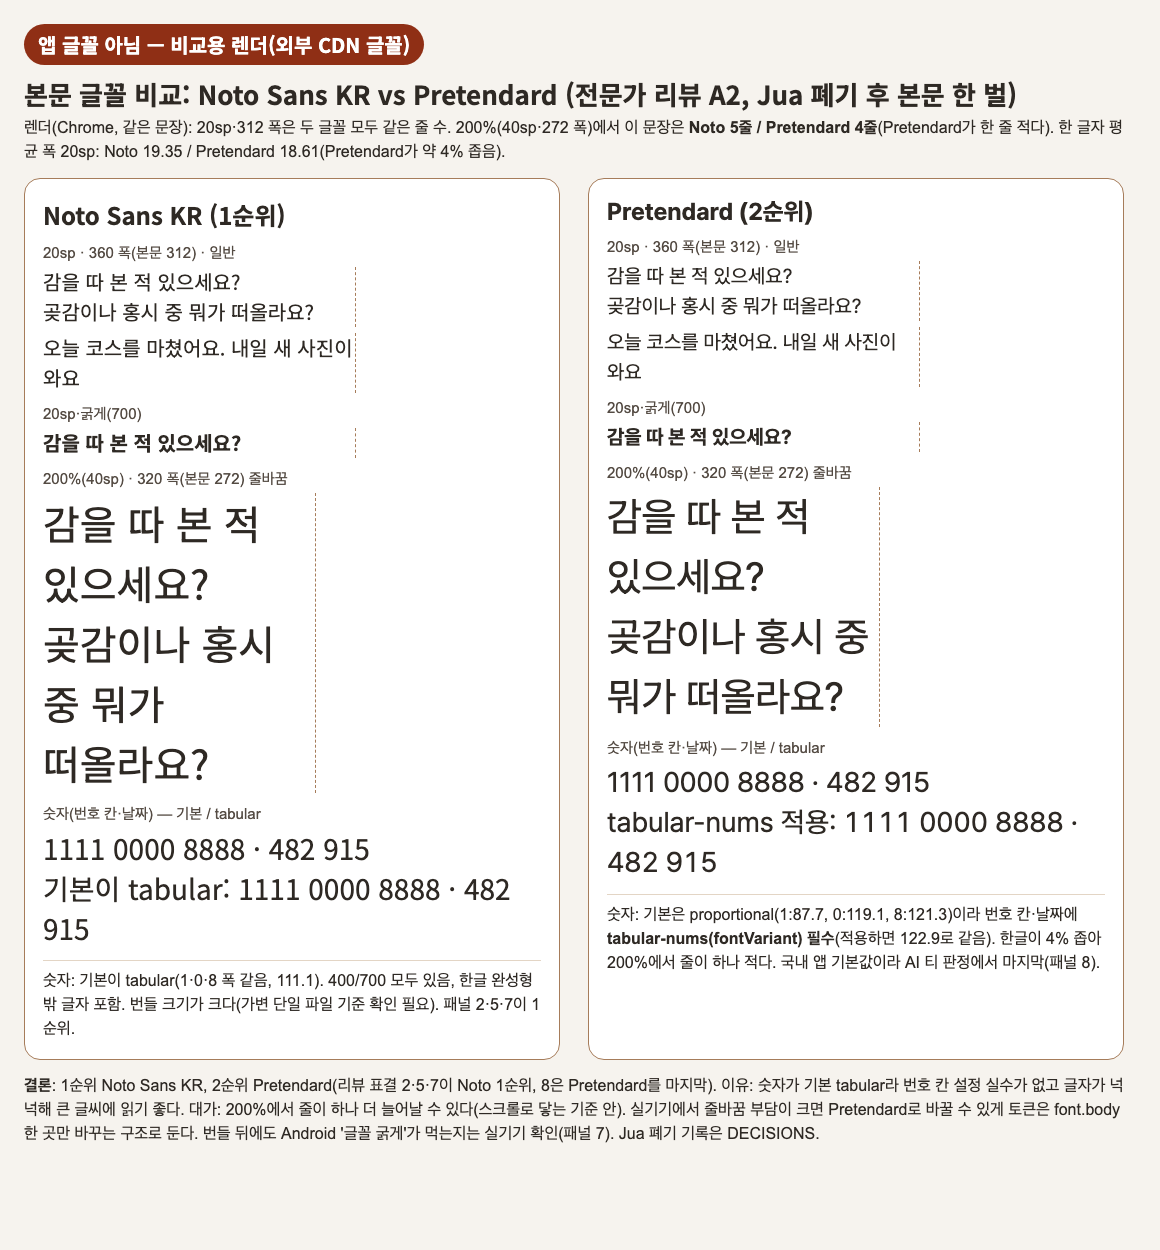 앱 글꼴 아님 — 비교용 렌더(외부 CDN 글꼴)
본문 글꼴 비교: Noto Sans KR vs Pretendard (전문가 리뷰 A2, Jua 폐기 후 본문 한 벌)
렌더(Chrome, 같은 문장): 20sp·312 폭은 두 글꼴 모두 같은 줄 수. 200%(40sp·272 폭)에서 이 문장은 Noto 5줄 / Pretendard 4줄(Pretendard가 한 줄 적다). 한 글자 평
균 폭 20sp: Noto 19.35 / Pretendard 18.61(Pretendard가 약 4% 좁음).
Noto Sans KR (1순위)
20sp · 360 폭(본문 312) · 일반
감을 따 본 적 있으세요?
곶감이나 홍시 중 뭐가 떠올라요?
오늘 코스를 마쳤어요. 내일 새 사진이
와요
20sp·굵게(700)
감을 따 본 적 있으세요?
200%(40sp) · 320 폭(본문 272) 줄바꿈
감을 따 본 적
있으세요?
곶감이나 홍시
중 뭐가
떠올라요?
숫자(번호 칸·날짜) — 기본 / tabular
1111 0000 8888 · 482 915
기본이 tabular: 1111 0000 8888 · 482
915
숫자: 기본이 tabular(1·0·8 폭 같음, 111.1). 400/700 모두 있음, 한글 완성형
밖 글자 포함. 번들 크기가 크다(가변 단일 파일 기준 확인 필요). 패널 2·5·7이 1
순위.
Pretendard (2순위)
20sp · 360 폭(본문 312) · 일반
감을 따 본 적 있으세요?
곶감이나 홍시 중 뭐가 떠올라요?
오늘 코스를 마쳤어요. 내일 새 사진이
와요
20sp·굵게(700)
감을 따 본 적 있으세요?
200%(40sp) · 320 폭(본문 272) 줄바꿈
감을 따 본 적
있으세요?
곶감이나 홍시 중
뭐가 떠올라요?
숫자(번호 칸·날짜) — 기본 / tabular
1111 0000 8888 · 482 915
tabular-nums 적용: 1111 0000 8888 ·
482 915
숫자: 기본은 proportional(1:87.7, 0:119.1, 8:121.3)이라 번호 칸·날짜에
tabular-nums(fontVariant) 필수(적용하면 122.9로 같음). 한글이 4% 좁아
200%에서 줄이 하나 적다. 국내 앱 기본값이라 AI 티 판정에서 마지막(패널 8).
결론: 1순위 Noto Sans KR, 2순위 Pretendard(리뷰 표결 2·5·7이 Noto 1순위, 8은 Pretendard를 마지막). 이유: 숫자가 기본 tabular라 번호 칸 설정 실수가 없고 글자가 넉
넉해 큰 글씨에 읽기 좋다. 대가: 200%에서 줄이 하나 더 늘어날 수 있다(스크롤로 닿는 기준 안). 실기기에서 줄바꿈 부담이 크면 Pretendard로 바꿀 수 있게 토큰은 font.body
한 곳만 바꾸는 구조로 둔다. 번들 뒤에도 Android '글꼴 굵게'가 먹는지는 실기기 확인(패널 7). Jua 폐기 기록은 DECISIONS.